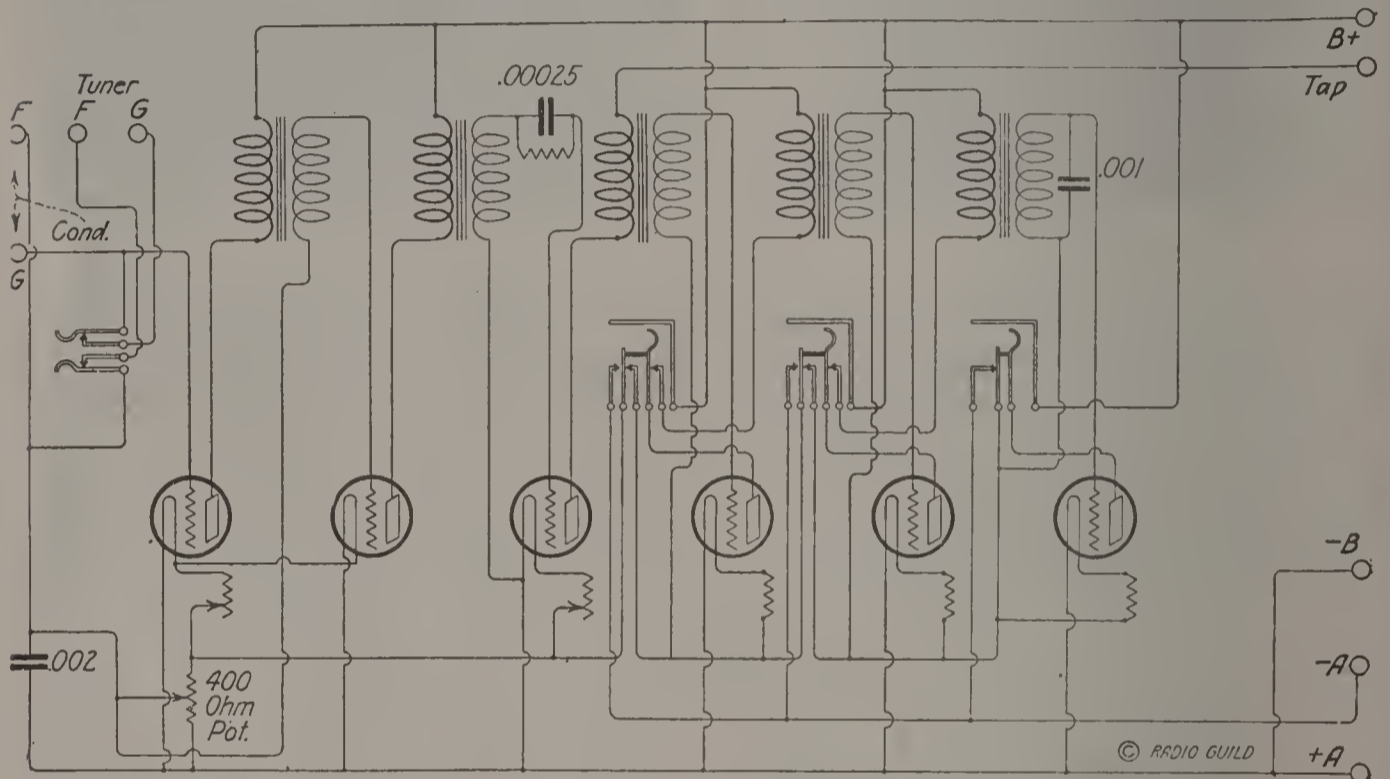 B+
Tap
.00025
Tuner
F F G
Cond.
G
.001
-B
.002
400
Ohm
Pot.
-A
© RADIO GUILD
+A